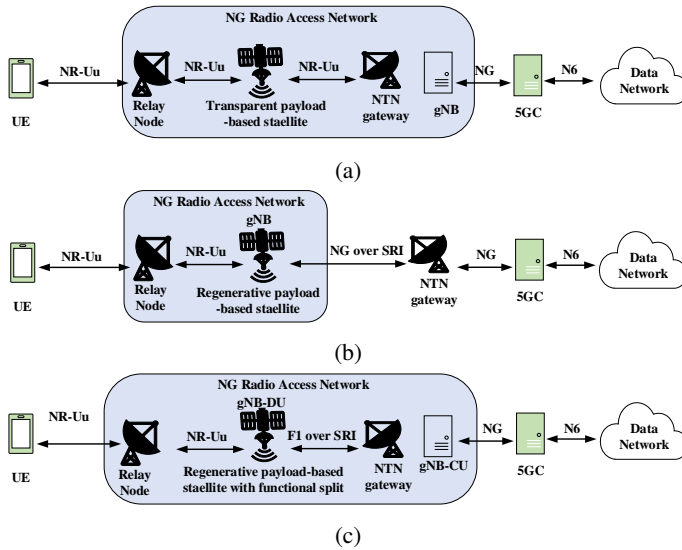 NG Radio Access Network
NR-Uu NR-Uu NR-Uu NG N6
UE
Relay
Node
Transparent payload
-based staellite
NTN
gateway
gNB
5GC
Data
Network
(a)
NG Radio Access Network
gNB
NR-Uu NR-Uu NG over SRI NG N6
UE
Relay
Node
Regenerative payload
-based staellite
NTN
gateway
5GC
Data
Network
(b)
NG Radio Access Network
gNB-DU
NR-Uu NR-Uu F1 over SRI NG N6
UE
Relay
Node
Regenerative payload-based
staellite with functional split
NTN
gateway
gNB-CU
5GC
Data
Network
(c)